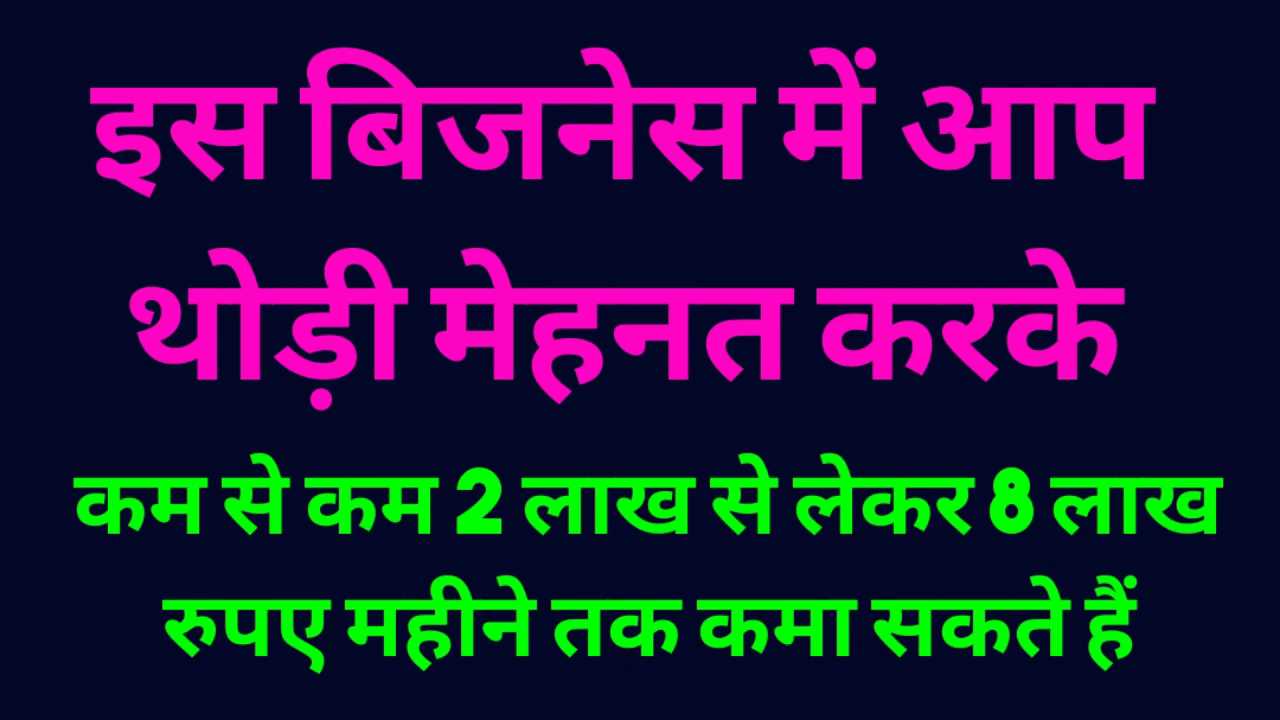 इस बिजनेस में आप
थोड़ी मेहनत करके
कम से कम 2 लाख से लेकर 8 लाख
रुपए महीने तक कमा सकते हैं